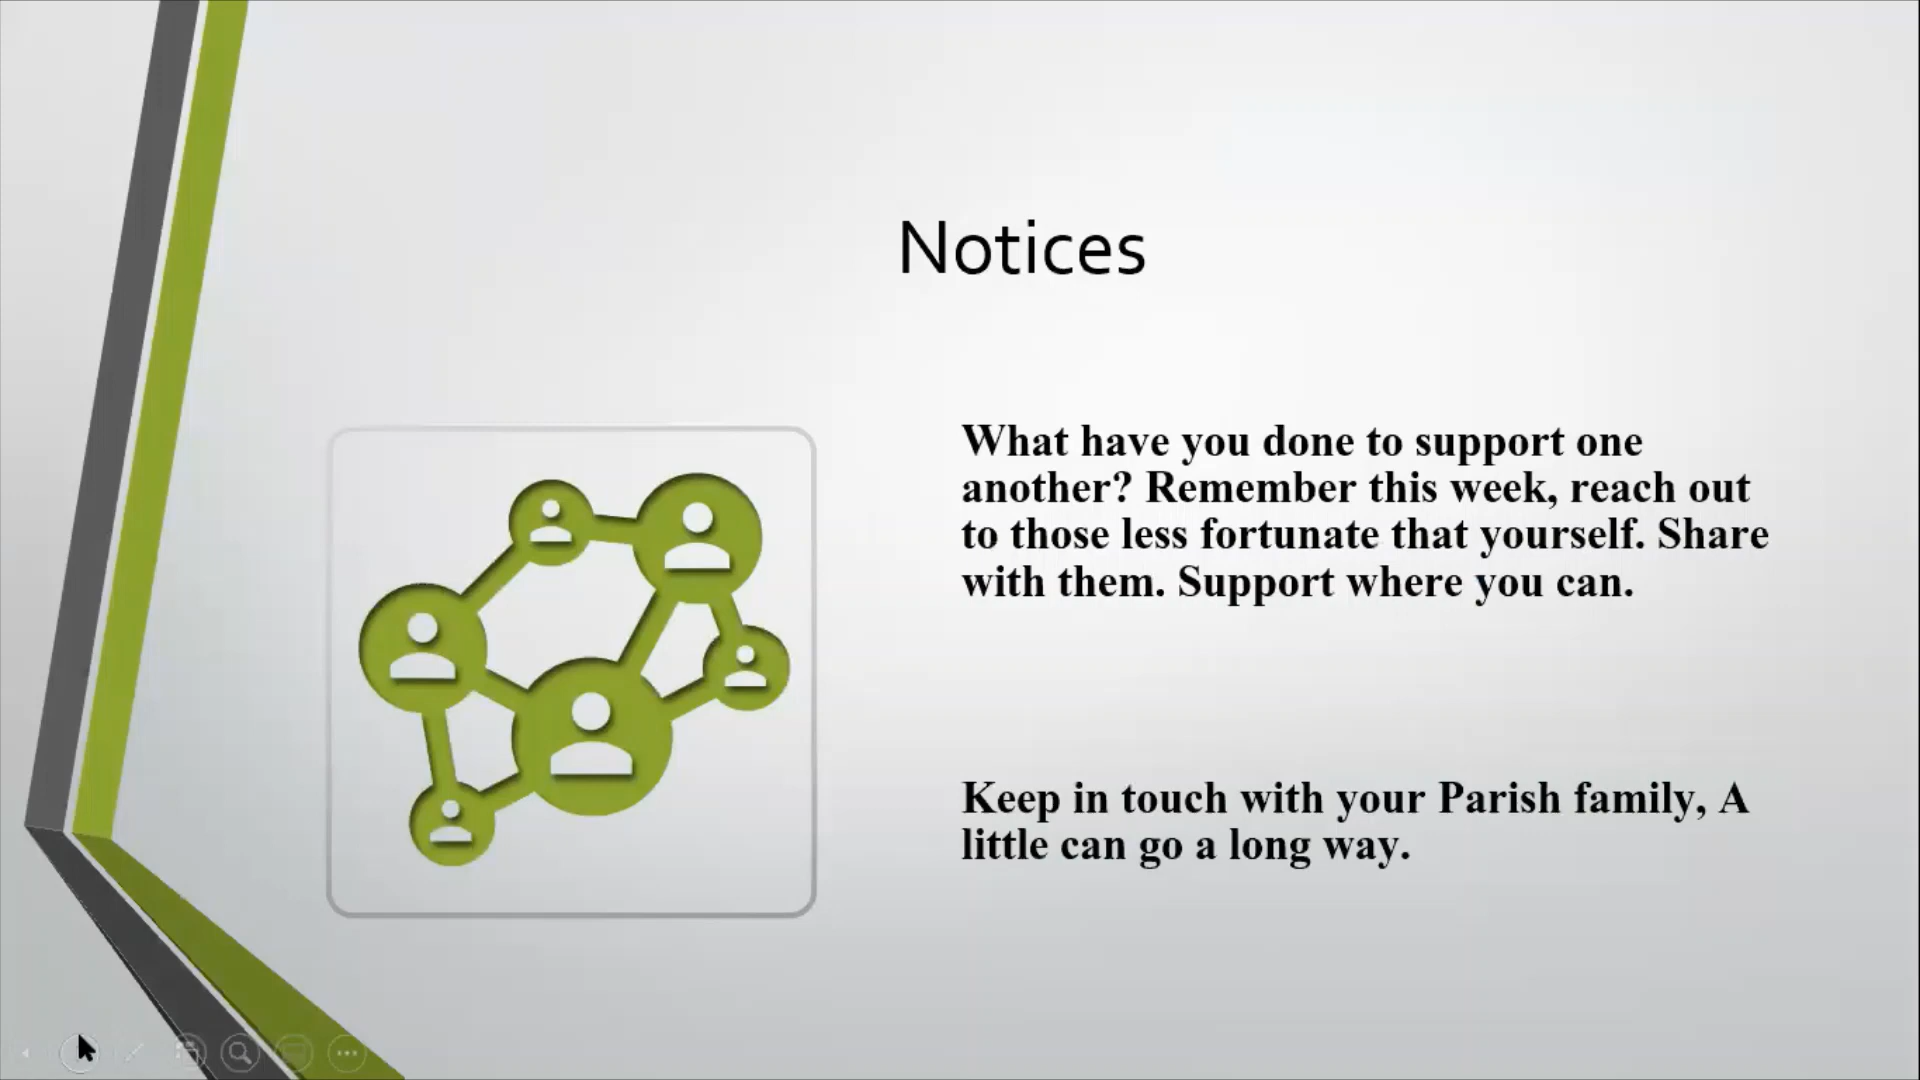 Notices
What have you done to support one
another? Remember this week, reach out
to those less fortunate that yourself. Share
with them. Support where you can.
Keep in touch with your Parish family, A
little can go a long way.